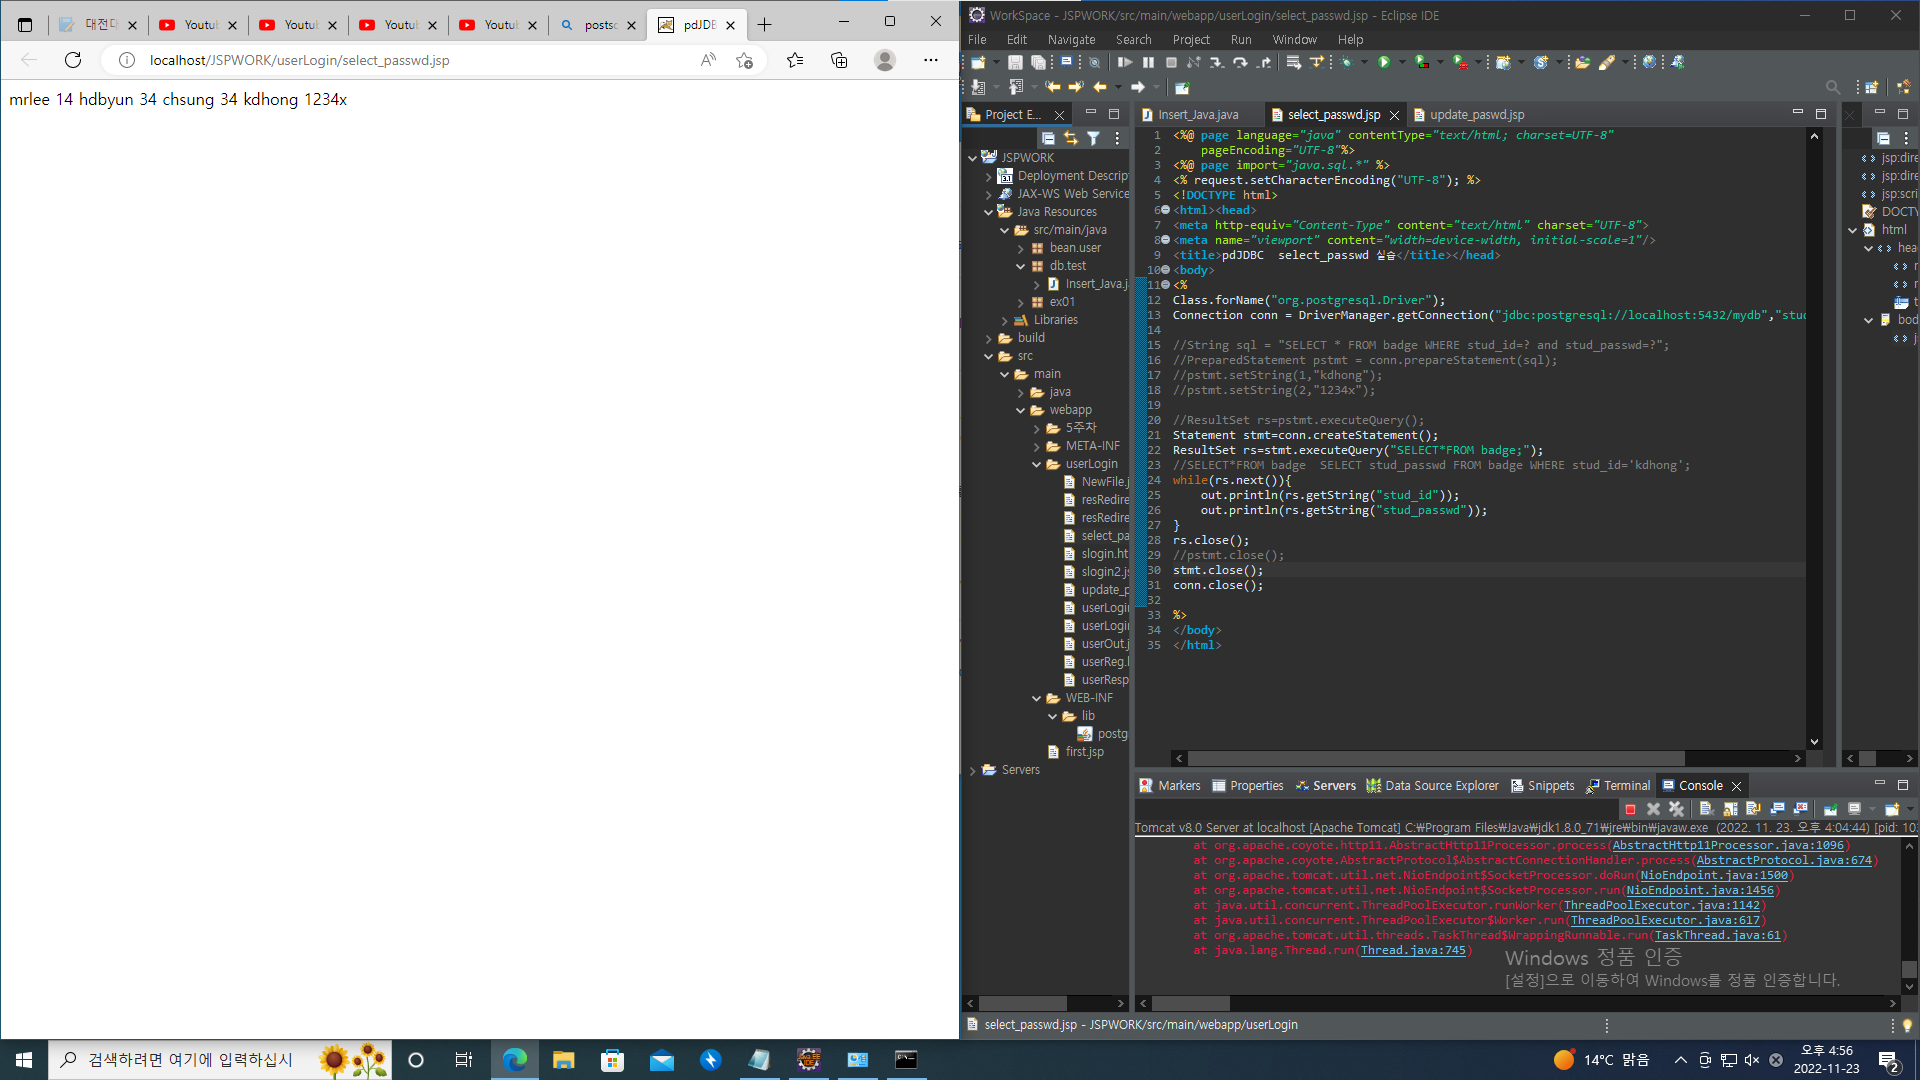 대전대
Youtub
Youtub
Youtub
Youtub
postsc
pdJDB
localhost/JSPWORK/userLogin/select_passwd.jsp
mrlee 14 hdbyun 34 chsung 34 kdhong 1234x
WorkSpace - JSPWORK/src/main/webapp/userLogin/select_passwd.jsp - Eclipse IDE
File Edit Navigate Search Project Run Window Help
Project E...
JSPWORK
Deployment Descrip
JAX-WS Web Service
Java Resources
src/main/java
bean.user
db.test
Insert_Java.j
ex01
Libraries
build
src
main
java
webapp
5주차
META-INF
userLogin
NewFile.j
resRedire
resRedire
select_pa
slogin.ht
slogin2.js
update_p
userLogin
userLogin
userOut.j
userReg.
userResp
WEB-INF
lib
postg
first.jsp
Servers
Insert_Java.java
select_passwd.jsp
update_paswd.jsp
1 <%@ page language="java" contentType="text/html; charset=UTF-8"
2     pageEncoding="UTF-8"%>
3 <%@ page import="java.sql.*" %>
4 <% request.setCharacterEncoding("UTF-8"); %>
5 <!DOCTYPE html>
6 <html><head>
7 <meta http-equiv="Content-Type" content="text/html" charset="UTF-8">
8 <meta name="viewport" content="width=device-width, initial-scale=1"/>
9 <title>pdJDBC  select_passwd 실습</title></head>
10 <body>
11 <%
12 Class.forName("org.postgresql.Driver");
13 Connection conn = DriverManager.getConnection("jdbc:postgresql://localhost:5432/mydb","stud
14
15 //String sql = "SELECT * FROM badge WHERE stud_id=? and stud_passwd=?";
16 //PreparedStatement pstmt = conn.prepareStatement(sql);
17 //pstmt.setString(1,"kdhong");
18 //pstmt.setString(2,"1234x");
19
20 //ResultSet rs=pstmt.executeQuery();
21 Statement stmt=conn.createStatement();
22 ResultSet rs=stmt.executeQuery("SELECT*FROM badge;");
23 //SELECT*FROM badge  SELECT stud_passwd FROM badge WHERE stud_id='kdhong';
24 while(rs.next()){
25     out.println(rs.getString("stud_id"));
26     out.println(rs.getString("stud_passwd"));
27 }
28 rs.close();
29 //pstmt.close();
30 stmt.close();
31 conn.close();
32
33 %>
34 </body>
35 </html>
jsp:dire
jsp:dire
jsp:scri
DOCTY
html
hea
bod
Markers Properties Servers Data Source Explorer Snippets Terminal Console
Tomcat v8.0 Server at localhost [Apache Tomcat] C:₩Program Files₩Java₩jdk1.8.0_71₩jre₩bin₩javaw.exe (2022. 11. 23. 오후 4:04:44) [pid: 103
at org.apache.coyote.http11.AbstractHttp11Processor.process(AbstractHttp11Processor.java:1096)
at org.apache.coyote.AbstractProtocol$AbstractConnectionHandler.process(AbstractProtocol.java:674)
at org.apache.tomcat.util.net.NioEndpoint$SocketProcessor.doRun(NioEndpoint.java:1500)
at org.apache.tomcat.util.net.NioEndpoint$SocketProcessor.run(NioEndpoint.java:1456)
at java.util.concurrent.ThreadPoolExecutor.runWorker(ThreadPoolExecutor.java:1142)
at java.util.concurrent.ThreadPoolExecutor$Worker.run(ThreadPoolExecutor.java:617)
at org.apache.tomcat.util.threads.TaskThread$WrappingRunnable.run(TaskThread.java:61)
at java.lang.Thread.run(Thread.java:745)
Windows 정품 인증
[설정]으로 이동하여 Windows를 정품 인증합니다.
select_passwd.jsp - JSPWORK/src/main/webapp/userLogin
검색하려면 여기에 입력하십시
14°C 맑음
오후 4:56
2022-11-23
2